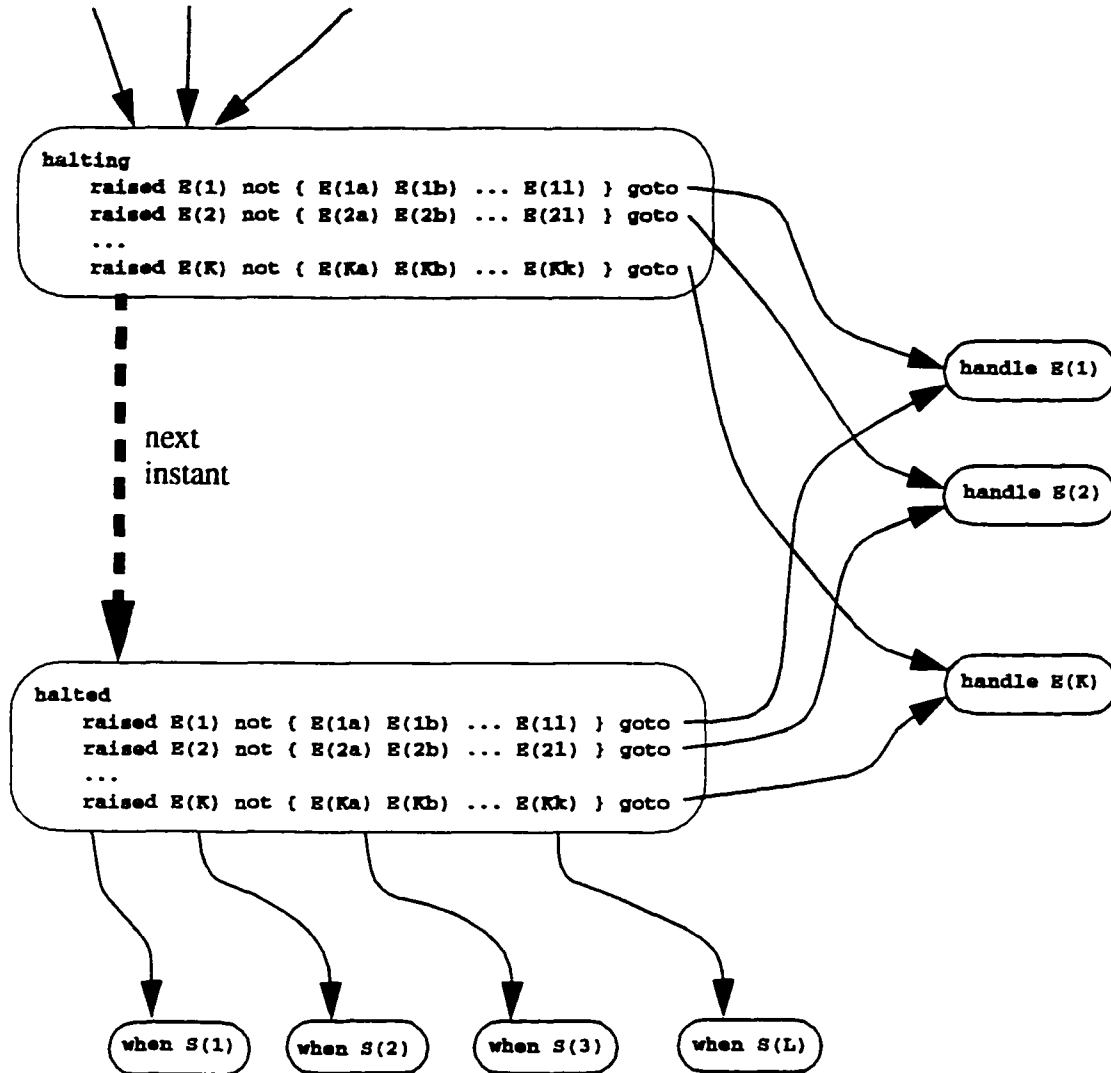 halting
raised E(1) not { E(1a) E(1b) ... E(1l) } goto
raised E(2) not { E(2a) E(2b) ... E(2l) } goto
...
raised E(K) not { E(Ka) E(Kb) ... E(Kk) } goto
handle E(1)
next
instant
handle E(2)
handle E(K)
halted
raised E(1) not { E(1a) E(1b) ... E(1l) } goto
raised E(2) not { E(2a) E(2b) ... E(2l) } goto
...
raised E(K) not { E(Ka) E(Kb) ... E(Kk) } goto
when S(1)
when S(2)
when S(3)
when S(L)